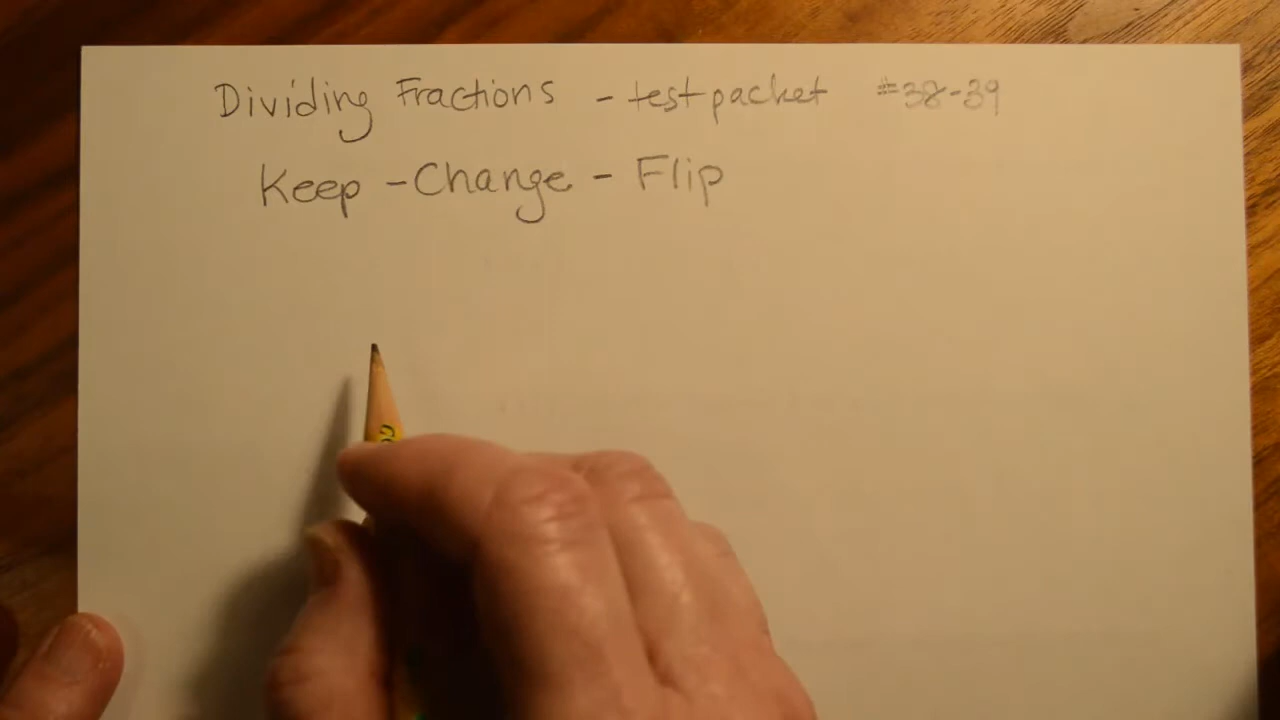 Dividing Fractions - test packet #38-39
Keep - Change - Flip